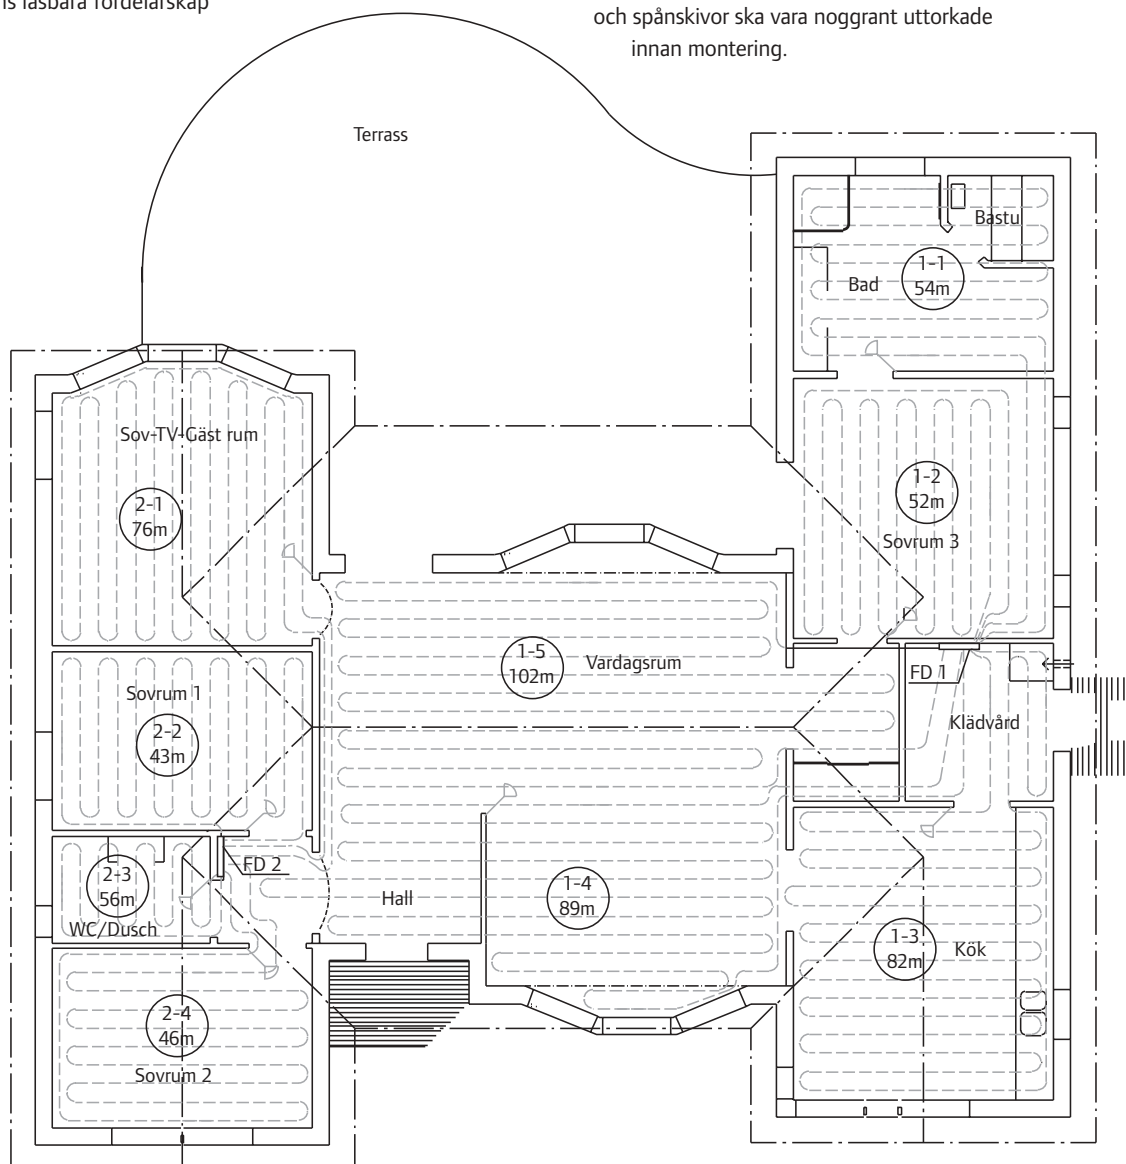 låsbara fördelarskåp
och spånskivor ska vara noggrant uttorkade
innan montering.
Terrass
Bastu
1-1
54m
Bad
Sov-TV-Gäst rum
2-1
76m
1-2
52m
Sovrum 3
1-5
102m
Vardagsrum
FD 1
Sovrum 1
2-2
43m
Klädvård
FD 2
2-3
56m
WC/Dusch
Hall
1-4
89m
1-3
82m
Kök
2-4
46m
Sovrum 2